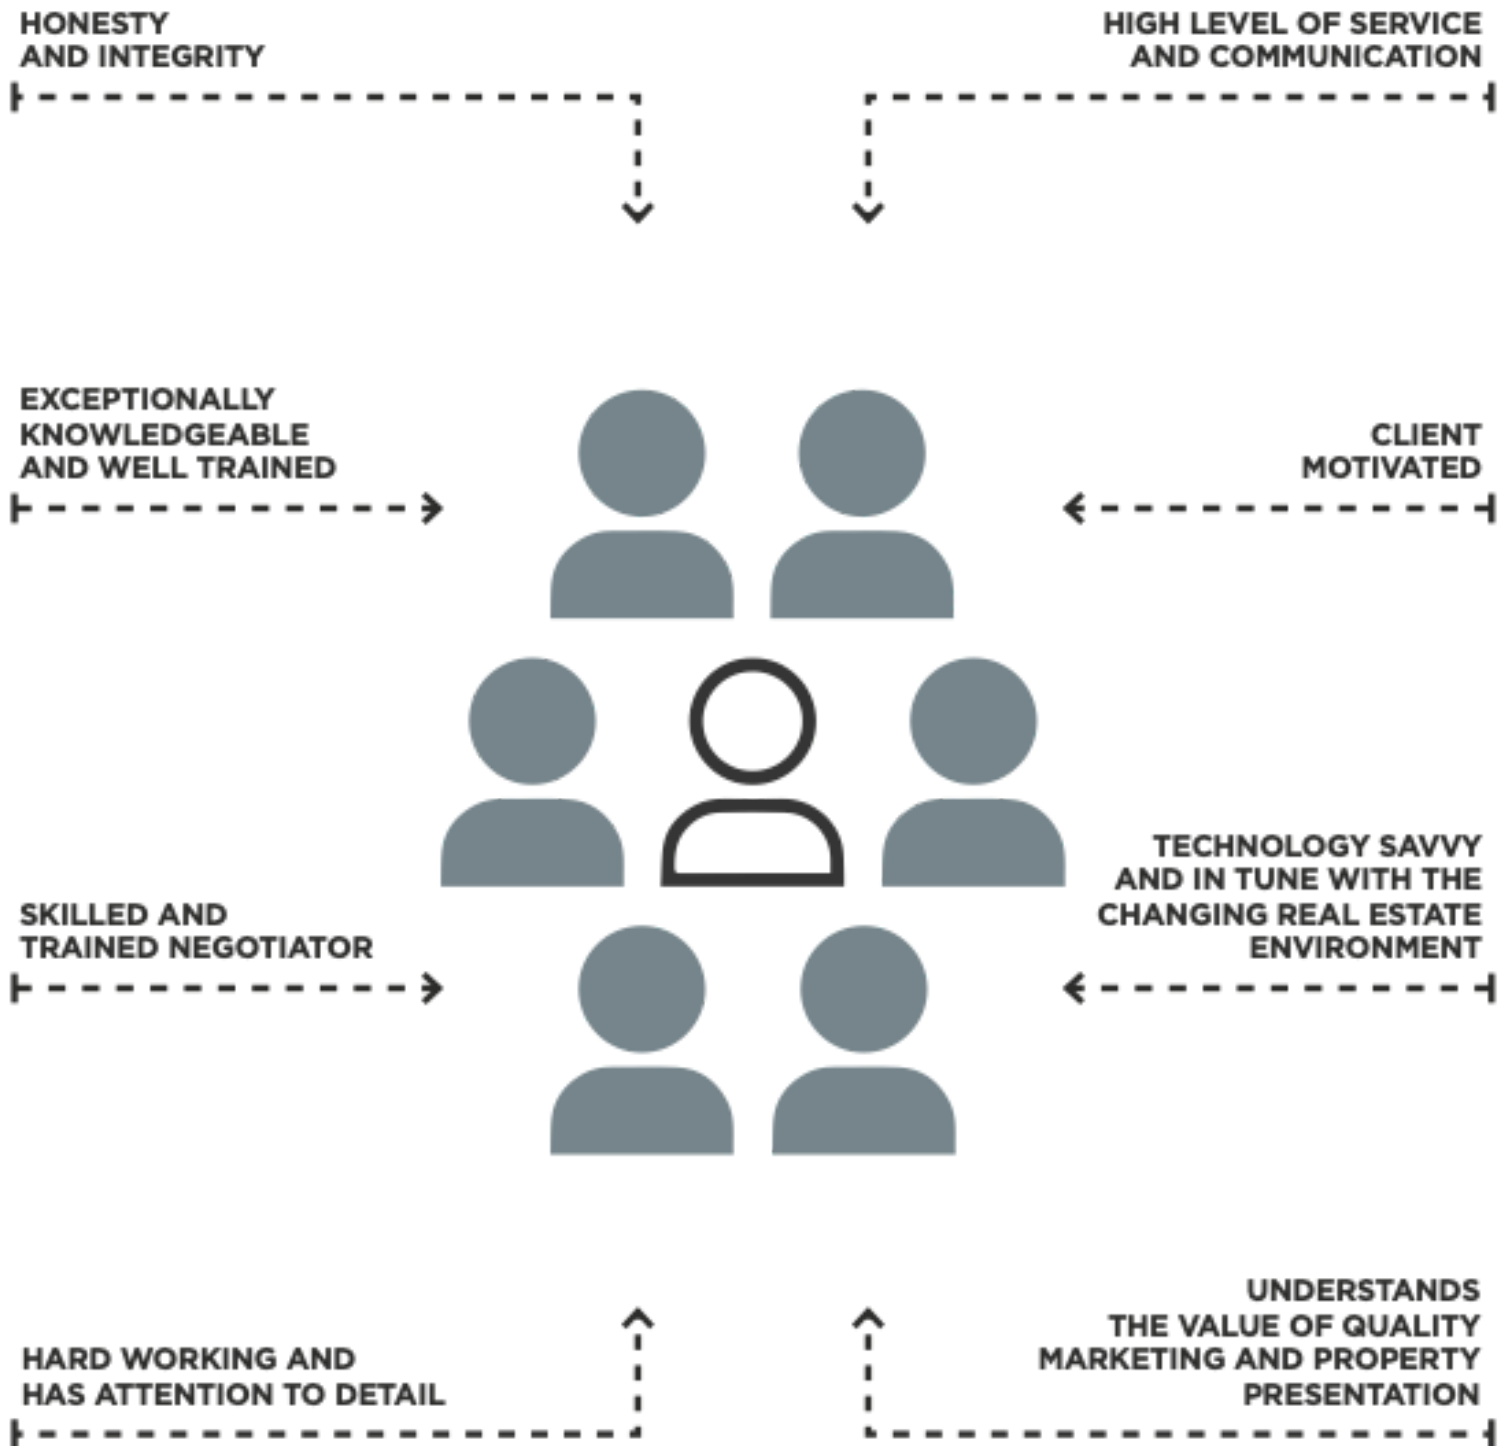 HONESTY
AND INTEGRITY
HIGH LEVEL OF SERVICE
AND COMMUNICATION
EXCEPTIONALLY
KNOWLEDGEABLE
AND WELL TRAINED
CLIENT
MOTIVATED
SKILLED AND
TRAINED NEGOTIATOR
TECHNOLOGY SAVVY
AND IN TUNE WITH THE
CHANGING REAL ESTATE
ENVIRONMENT
HARD WORKING AND
HAS ATTENTION TO DETAIL
UNDERSTANDS
THE VALUE OF QUALITY
MARKETING AND PROPERTY
PRESENTATION